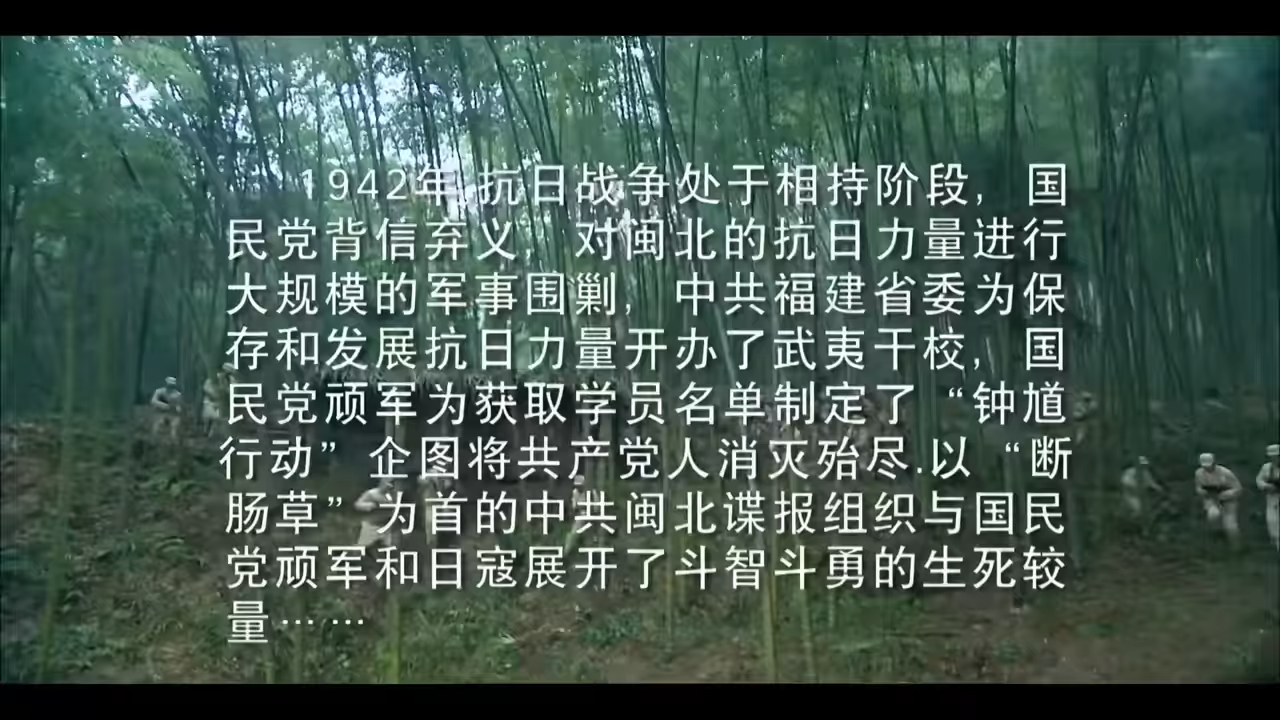 1942年,抗日战争处于相持阶段，国
民党背信弃义，对闽北的抗日力量进行
大规模的军事围剿，中共福建省委为保
存和发展抗日力量开办了武夷干校，国
民党顽军为获取学员名单制定了“钟馗
行动”企图将共产党人消灭殆尽.以“断
肠草”为首的中共闽北谍报组织与国民
党顽军和日寇展开了斗智斗勇的生死较
量……